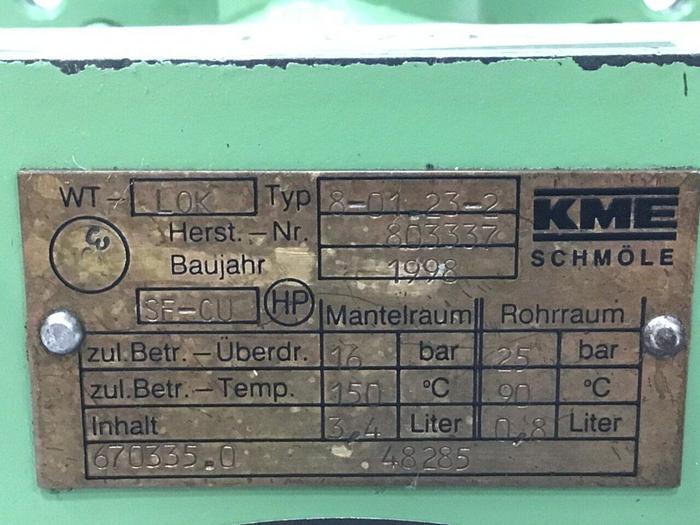 WT- LOK Typ 8-01.23-2
KME
Herst.-Nr. 803337
SCHMÖLE
Baujahr 1998
SF-CU HP Mantelraum Rohrraum
zul.Betr.-Überdr. 16 bar 25 bar
zul.Betr.-Temp. 150 °C 90 °C
Inhalt 3,4 Liter 0,8 Liter
670335.0 48285